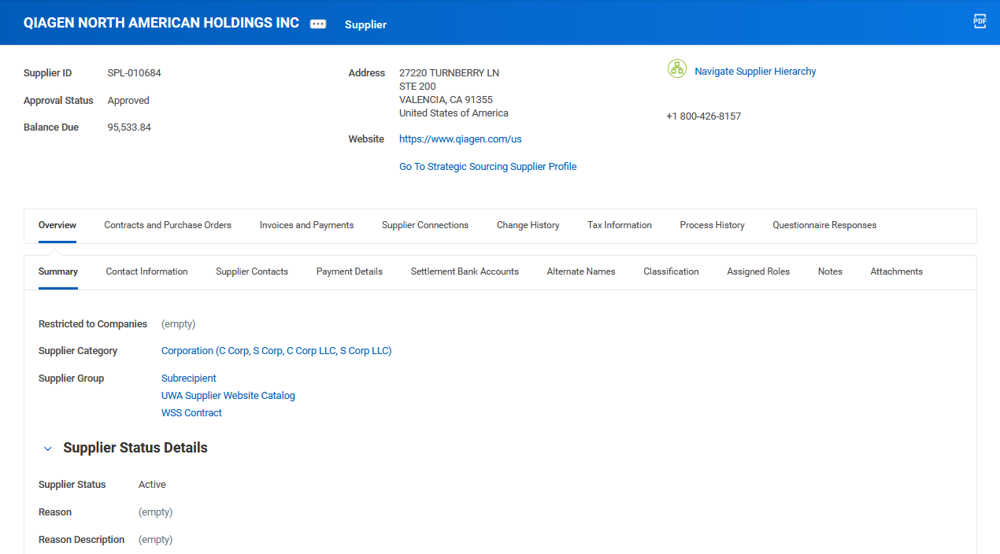 QIAGEN NORTH AMERICAN HOLDINGS INC Supplier
PDF
Supplier ID SPL-010684
Approval Status Approved
Balance Due 95,533.84
Address 27220 TURNBERRY LN
STE 200
VALENCIA, CA 91355
United States of America
Website https://www.qiagen.com/us
Go To Strategic Sourcing Supplier Profile
Navigate Supplier Hierarchy
+1 800-426-8157
Overview Contracts and Purchase Orders Invoices and Payments Supplier Connections Change History Tax Information Process History Questionnaire Responses
Summary Contact Information Supplier Contacts Payment Details Settlement Bank Accounts Alternate Names Classification Assigned Roles Notes Attachments
Restricted to Companies (empty)
Supplier Category Corporation (C Corp, S Corp, C Corp LLC, S Corp LLC)
Supplier Group Subrecipient
UWA Supplier Website Catalog
WSS Contract
Supplier Status Details
Supplier Status Active
Reason (empty)
Reason Description (empty)